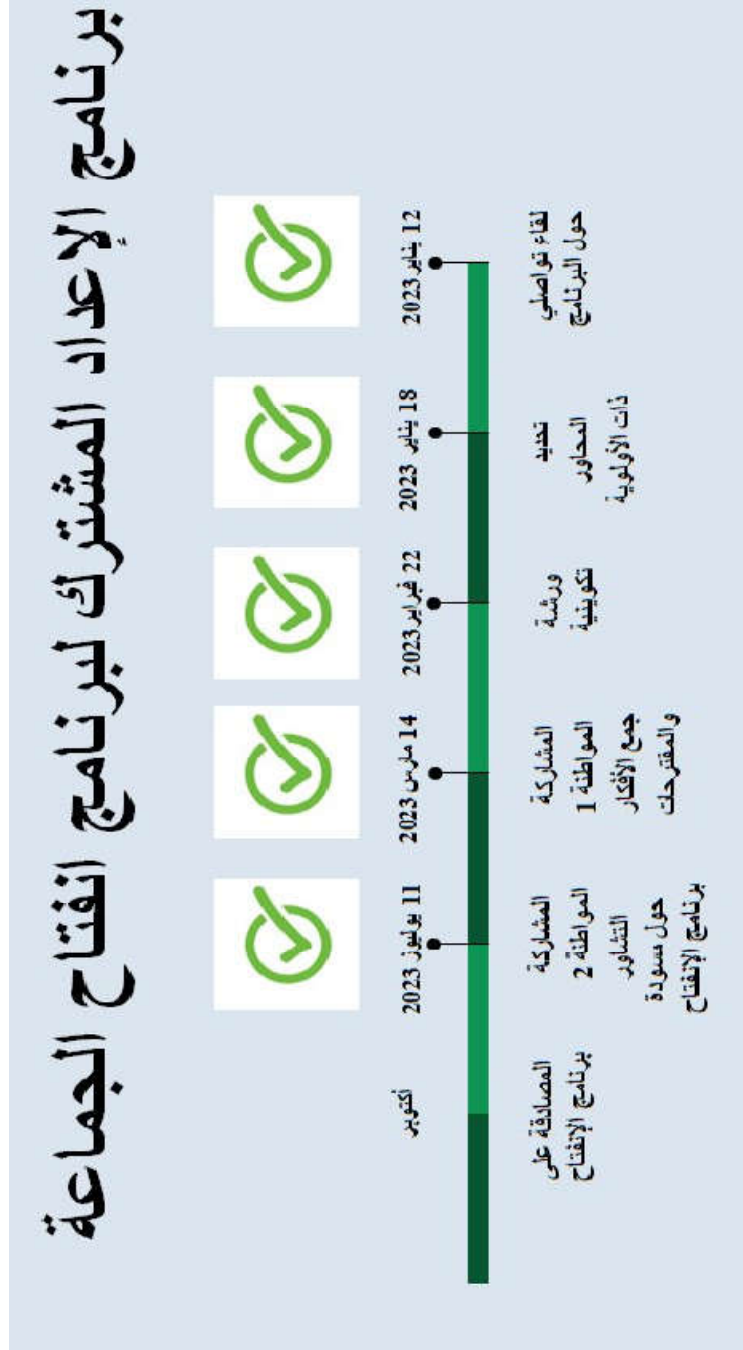 برنامج الإعداد المشترك لبرنامج انفتاح الجماعة
12 يناير 2023
لقاء تواصلي
حول البرنامج
18 يناير 2023
تحديد
المحاور
ذات الأولوية
22 فبراير 2023
ورشة
تكوينية
14 مارس 2023
المشاركة
المواطنة 1
جمع الأفكار
والمقترحات
11 يوليوز 2023
المشاركة
المواطنة 2
التشاور
حول مسودة
برنامج الإنفتاح
أكتوبر
المصادقة على
برنامج الإنفتاح